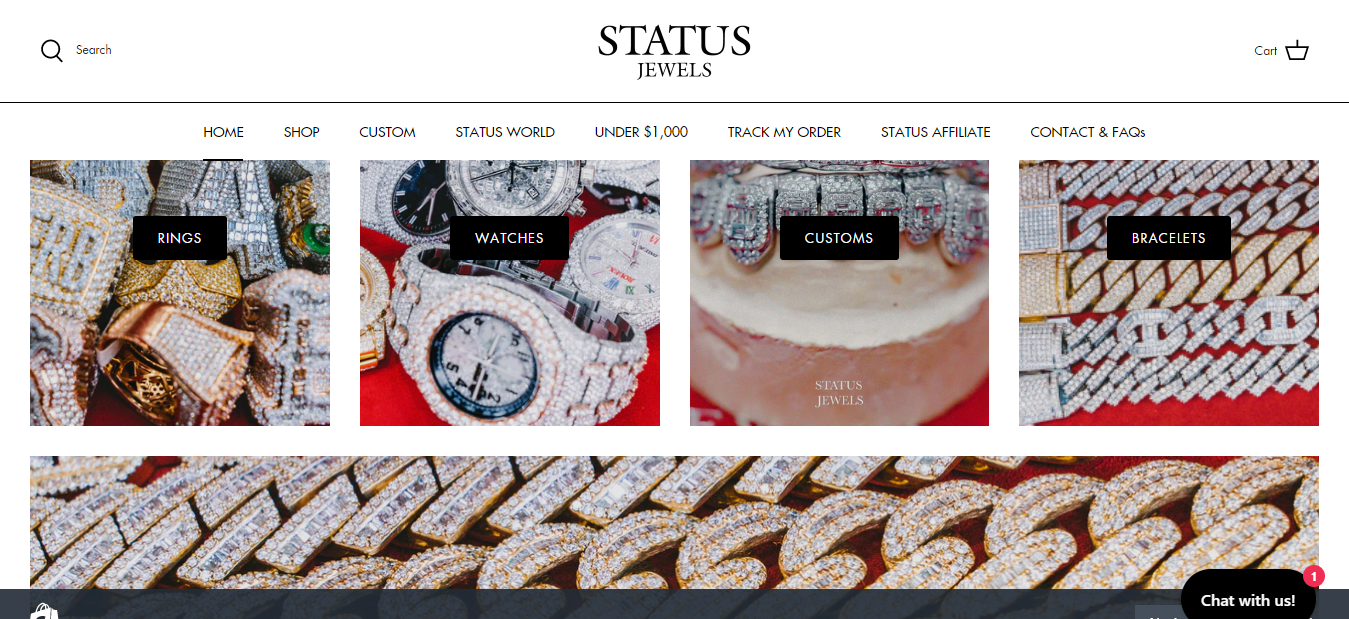 Search
STATUS
JEWELS
Cart
HOME
SHOP
CUSTOM
STATUS WORLD
UNDER $1,000
TRACK MY ORDER
STATUS AFFILIATE
CONTACT & FAQs
RINGS
WATCHES
CUSTOMS
BRACELETS
STATUS
JEWELS
1
Chat with us!